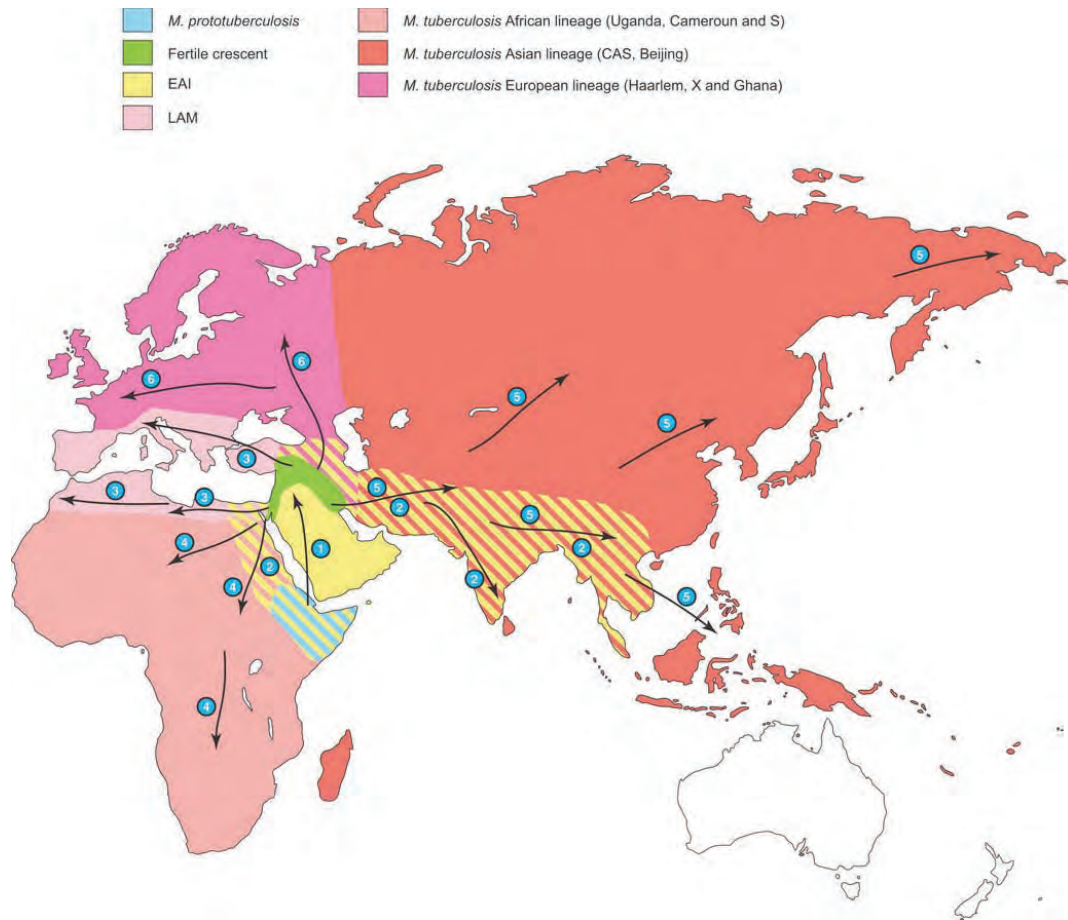 M. prototuberculosis
Fertile crescent
EAI
LAM
M. tuberculosis African lineage (Uganda, Cameroun and S)
M. tuberculosis Asian lineage (CAS, Beijing)
M. tuberculosis European lineage (Haarlem, X and Ghana)
5
6
6
5
5
3
3
3
5
2
5
4
1
2
2
4
2
5
4